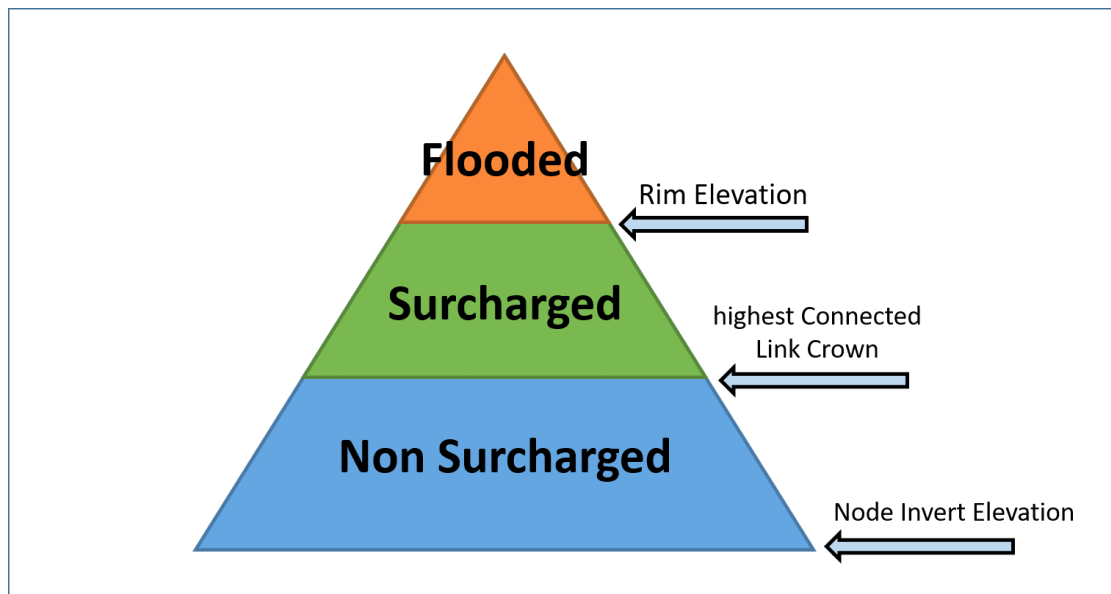 Flooded
Rim Elevation
Surcharged
highest Connected
Link Crown
Non Surcharged
Node Invert Elevation